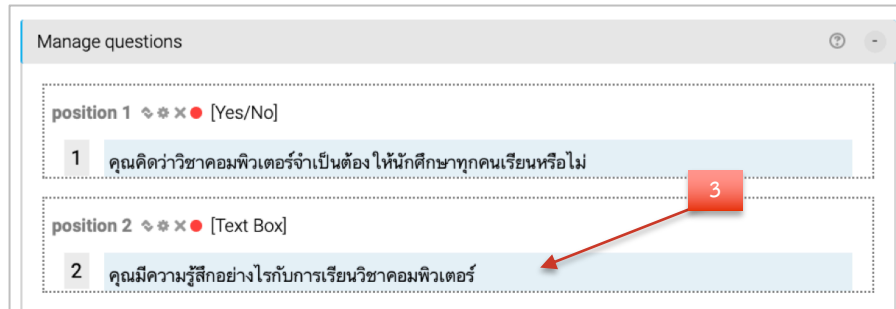 Manage questions
position 1 [Yes/No]
1 คุณคิดว่าวิชาคอมพิวเตอร์จำเป็นต้องให้นักศึกษาทุกคนเรียนหรือไม่
3
position 2 [Text Box]
2 คุณมีความรู้สึกอย่างไรกับการเรียนวิชาคอมพิวเตอร์